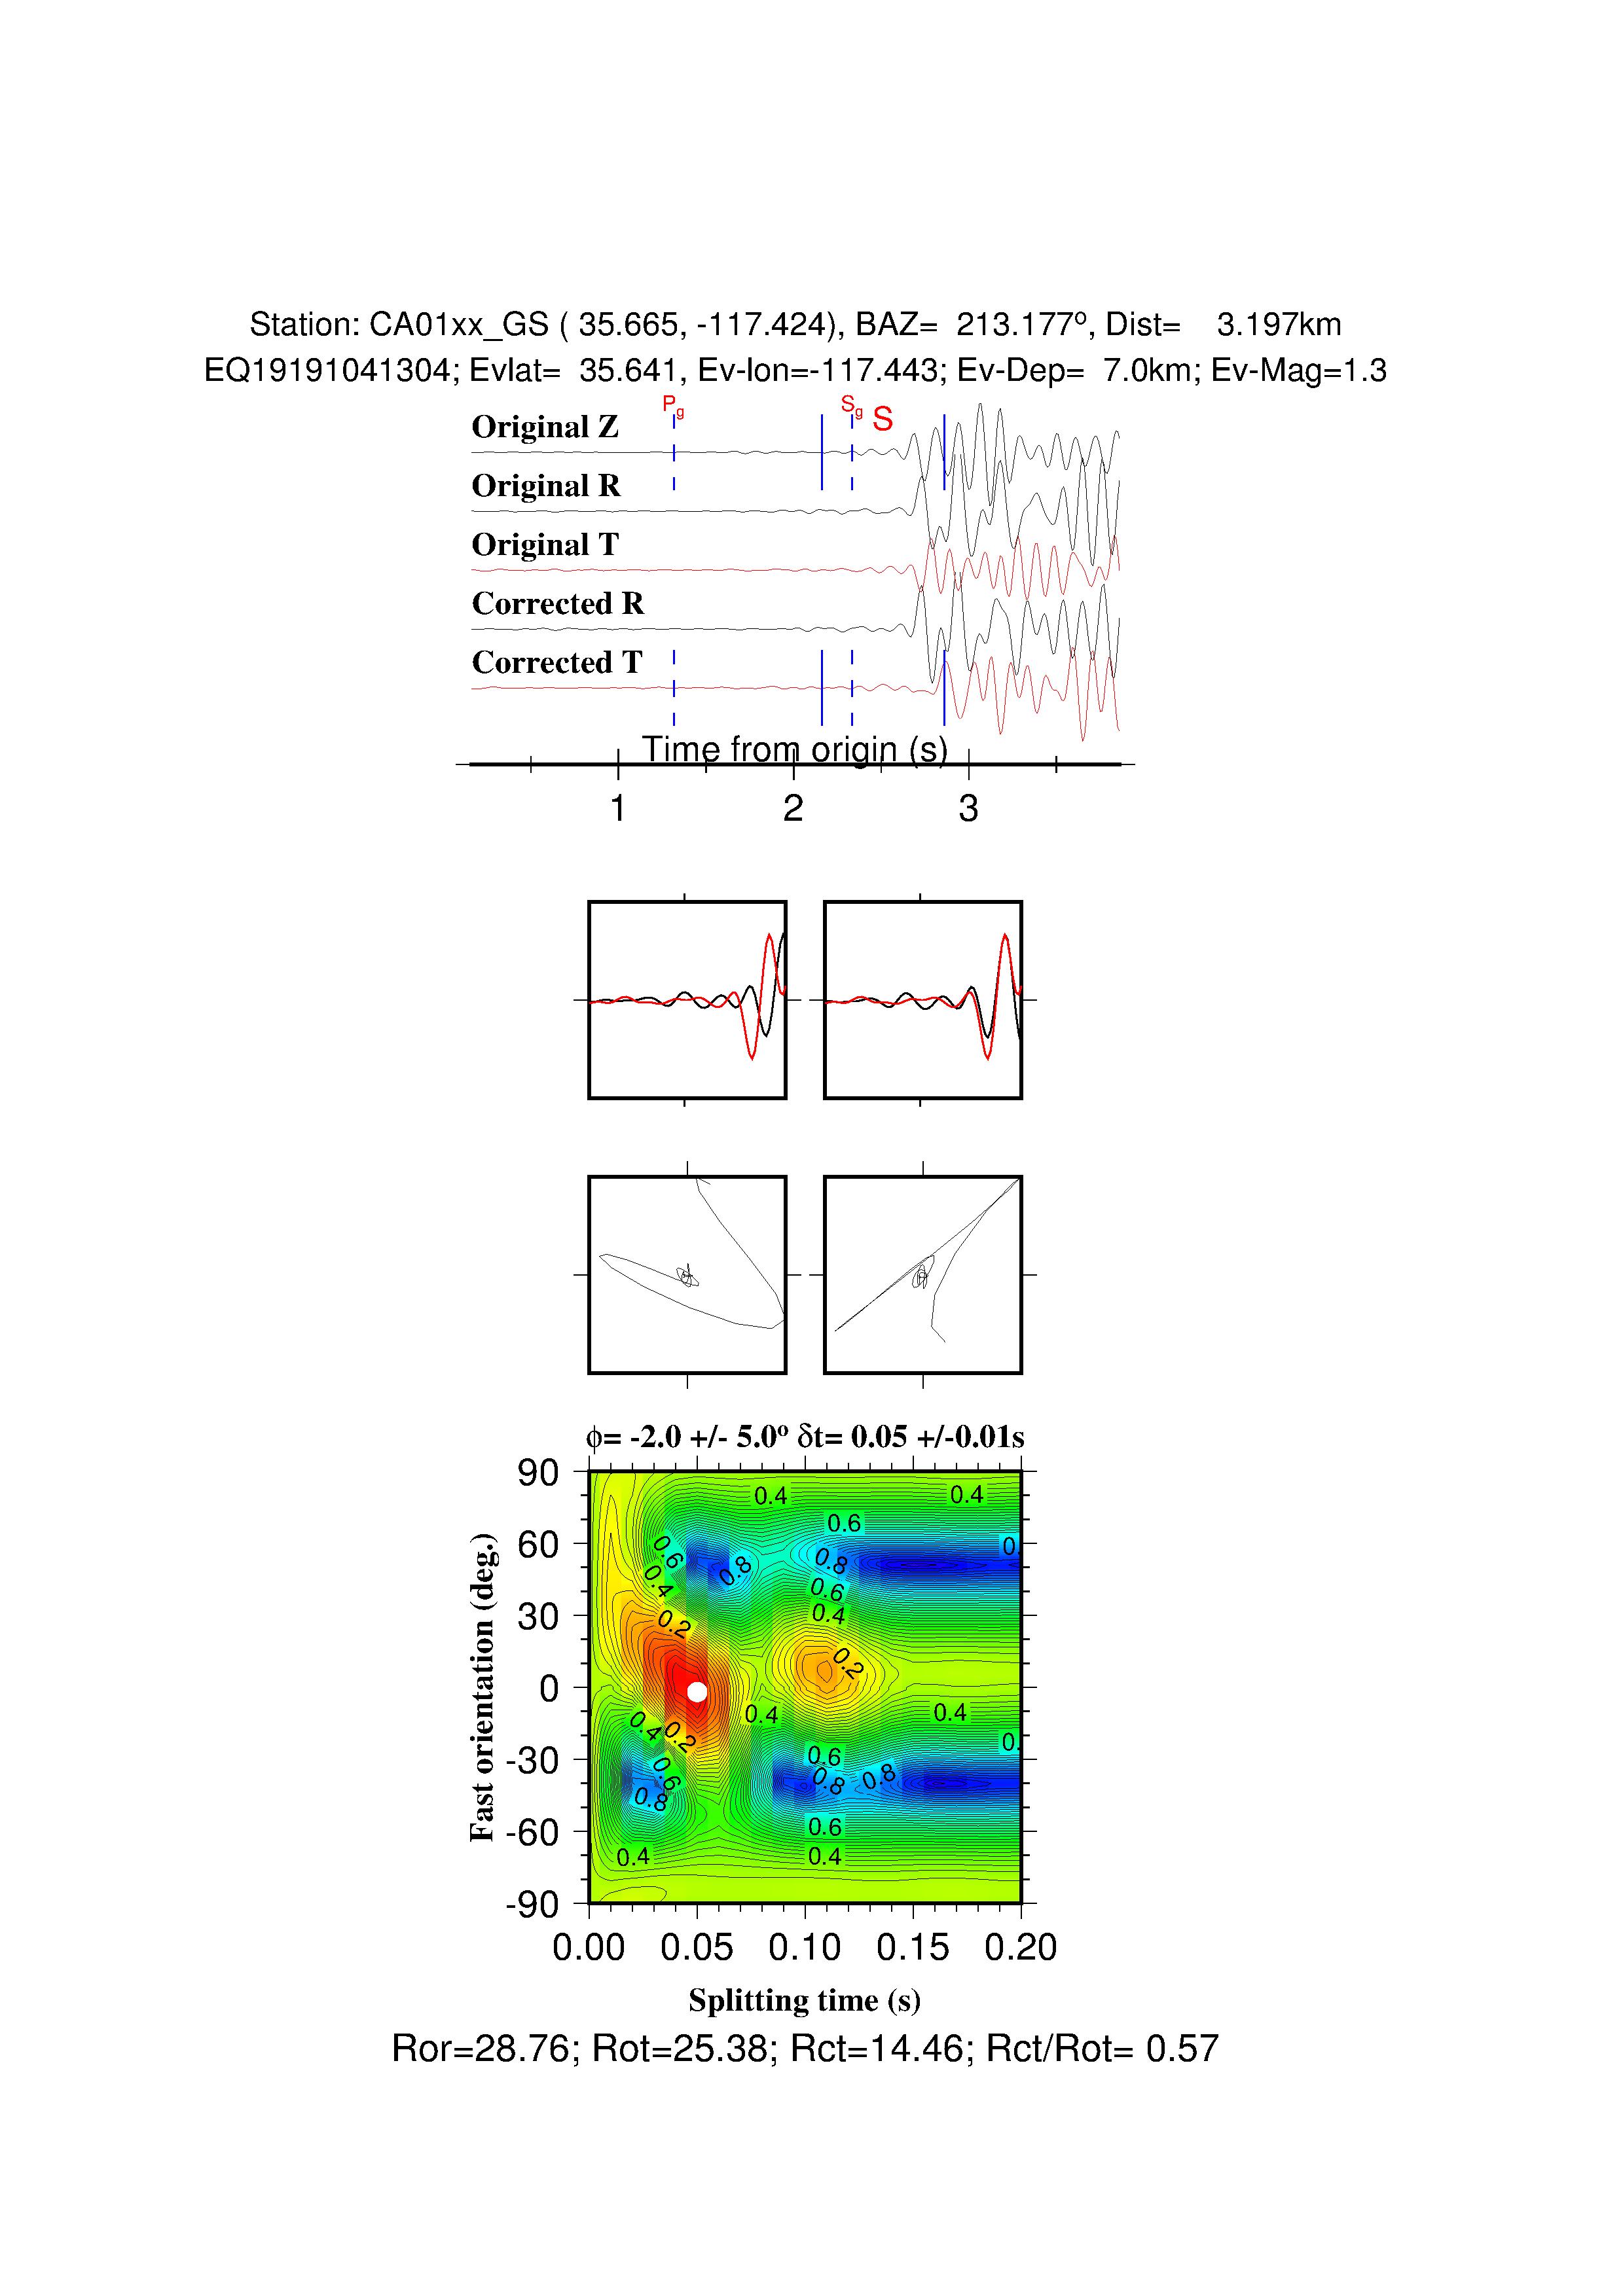 Station: CA01xx_GS ( 35.665, -117.424), BAZ= 213.177º, Dist= 3.197km
EQ19191041304; Evlat= 35.641, Ev-lon=-117.443; Ev-Dep= 7.0km; Ev-Mag=1.3
Pg Sg S
Original Z
Original R
Original T
Corrected R
Corrected T
Time from origin (s)
1 2 3
ϕ= -2.0 +/- 5.0º δt= 0.05 +/-0.01s
90
0.4 0.4
0.6
60
0.6 0.8 0.8 0.
0.4 0.6
30
0.2 0.4
0.2
0
0.4 0.2 0.4 0.4
0.
-30
0.6 0.6
0.8 0.8 0.8
-60
0.6
0.4 0.4
-90
Fast orientation (deg.)
0.00 0.05 0.10 0.15 0.20
Splitting time (s)
Ror=28.76; Rot=25.38; Rct=14.46; Rct/Rot= 0.57